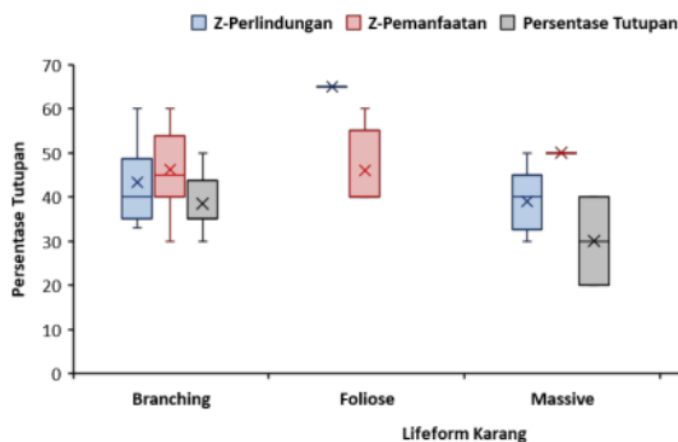 Z-Perlindungan Z-Pemanfaatan Persentase Tutupan
70
60
50
40
30
20
10
0
Persentase Tutupan
Branching Foliose Massive
Lifeform Karang